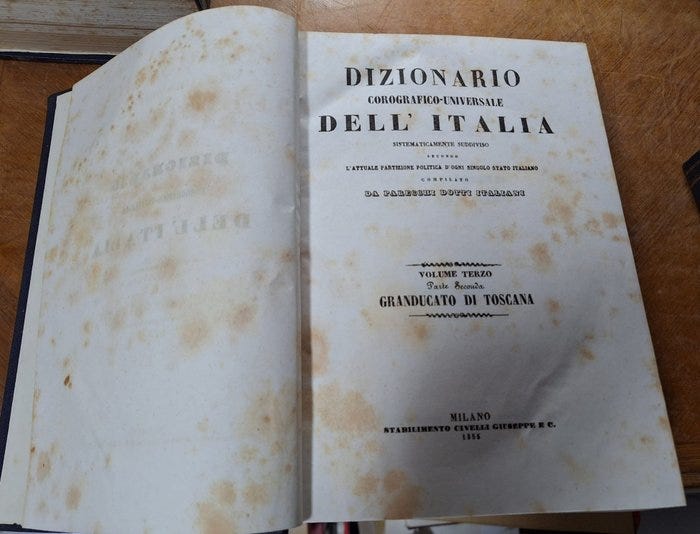 DIZIONARIO
COROGRAFICO-UNIVERSALE
DELL' ITALIA
SISTEMATICAMENTE SUDDIVISO
SECONDO
L'ATTUALE PARTIZIONE POLITICA D'OGNI SINGOLO STATO ITALIANO
COMPILATO
DA PARECCHI DOTTI ITALIANI
VOLUME TERZO
Parte Seconda
GRANDUCATO DI TOSCANA
MILANO
STABILIMENTO CIVELLI GIUSEPPE E C.